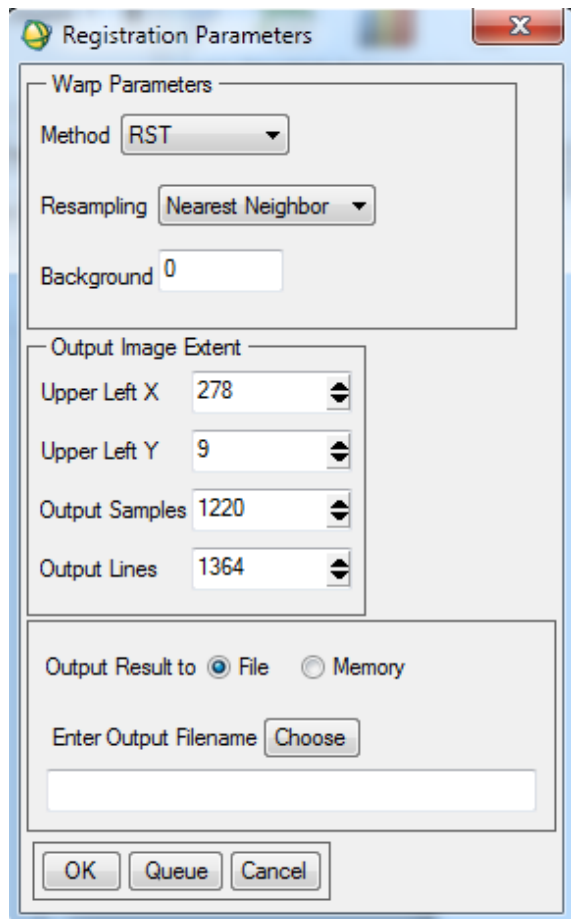 Registration Parameters
Warp Parameters
Method RST
Resampling Nearest Neighbor
Background 0
Output Image Extent
Upper Left X 278
Upper Left Y 9
Output Samples 1220
Output Lines 1364
Output Result to File Memory
Enter Output Filename Choose
OK Queue Cancel